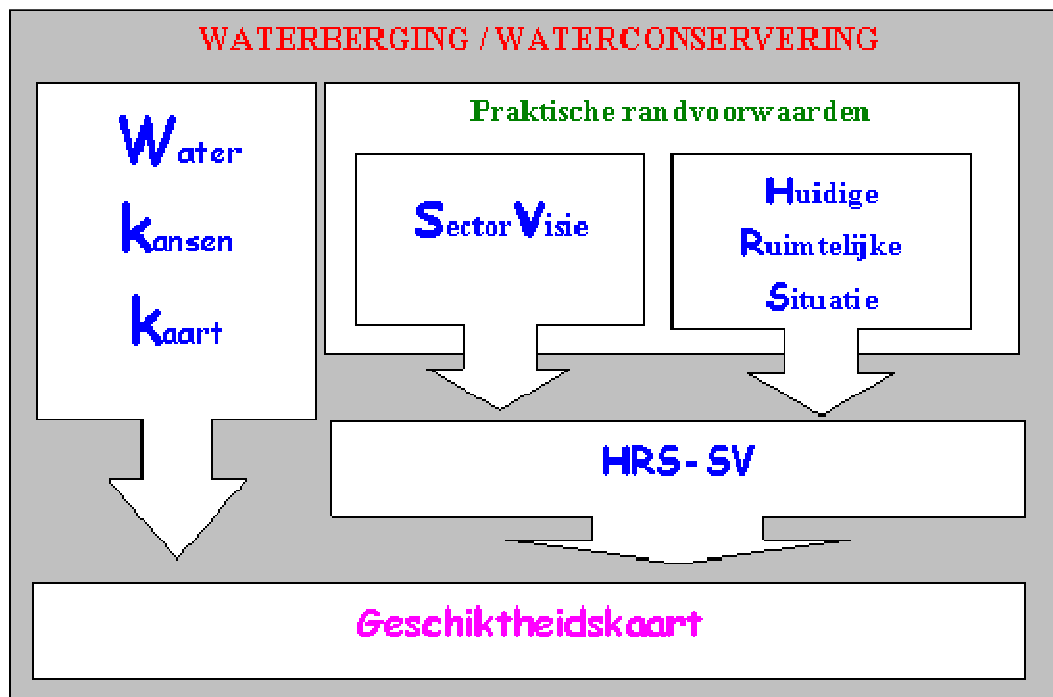 WATERBERGING / WATERCONSERVERING
Water
kansen
kaart
Praktische randvoorwaarden
SectorVisie
Huidige
Ruimtelijke
Situatie
HRS-SV
Geschiktheidskaart